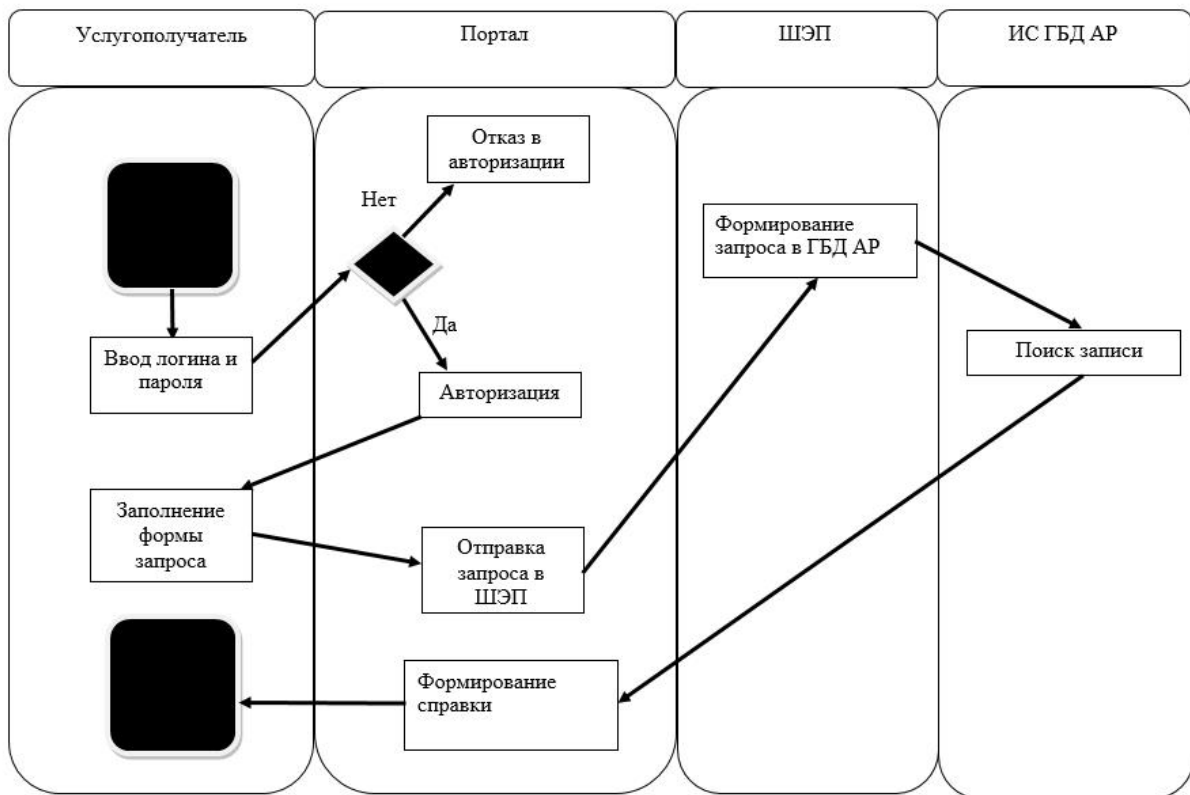 Услугополучатель
Портал
ШЭП
ИС ГБД АР
Отказ в
авторизации
Нет
Формирование
запроса в ГБД АР
Да
Ввод логина и
пароля
Поиск записи
Авторизация
Заполнение
формы
запроса
Отправка
запроса в
ШЭП
Формирование
справки